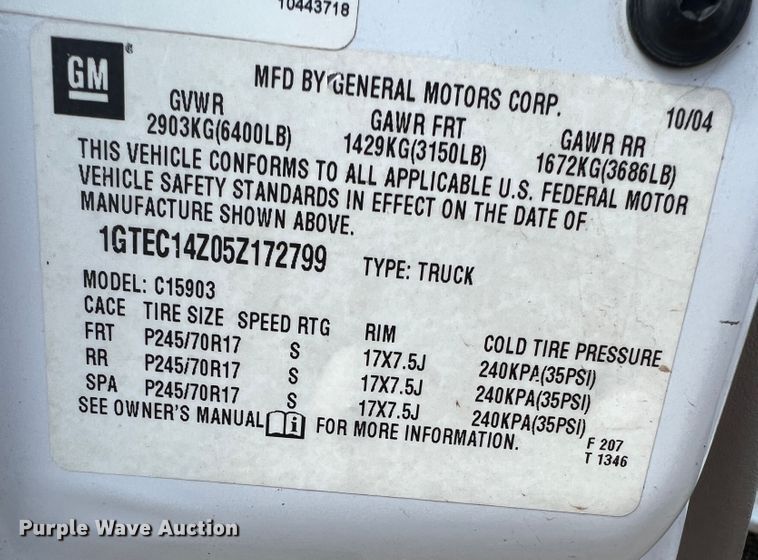 10443718
GM
MFD BY GENERAL MOTORS CORP.
10/04
GVWR GAWR FRT GAWR RR
2903KG(6400LB) 1429KG(3150LB) 1672KG(3686LB)
THIS VEHICLE CONFORMS TO ALL APPLICABLE U.S. FEDERAL MOTOR
VEHICLE SAFETY STANDARDS IN EFFECT ON THE DATE OF
MANUFACTURE SHOWN ABOVE.
1GTEC14Z05Z172799 TYPE: TRUCK
MODEL: C15903
CACE TIRE SIZE SPEED RTG RIM COLD TIRE PRESSURE
FRT P245/70R17 S 17X7.5J 240KPA(35PSI)
RR P245/70R17 S 17X7.5J 240KPA(35PSI)
SPA P245/70R17 S 17X7.5J 240KPA(35PSI)
SEE OWNER'S MANUAL i FOR MORE INFORMATION.
F 207
T 1346
Purple Wave Auction